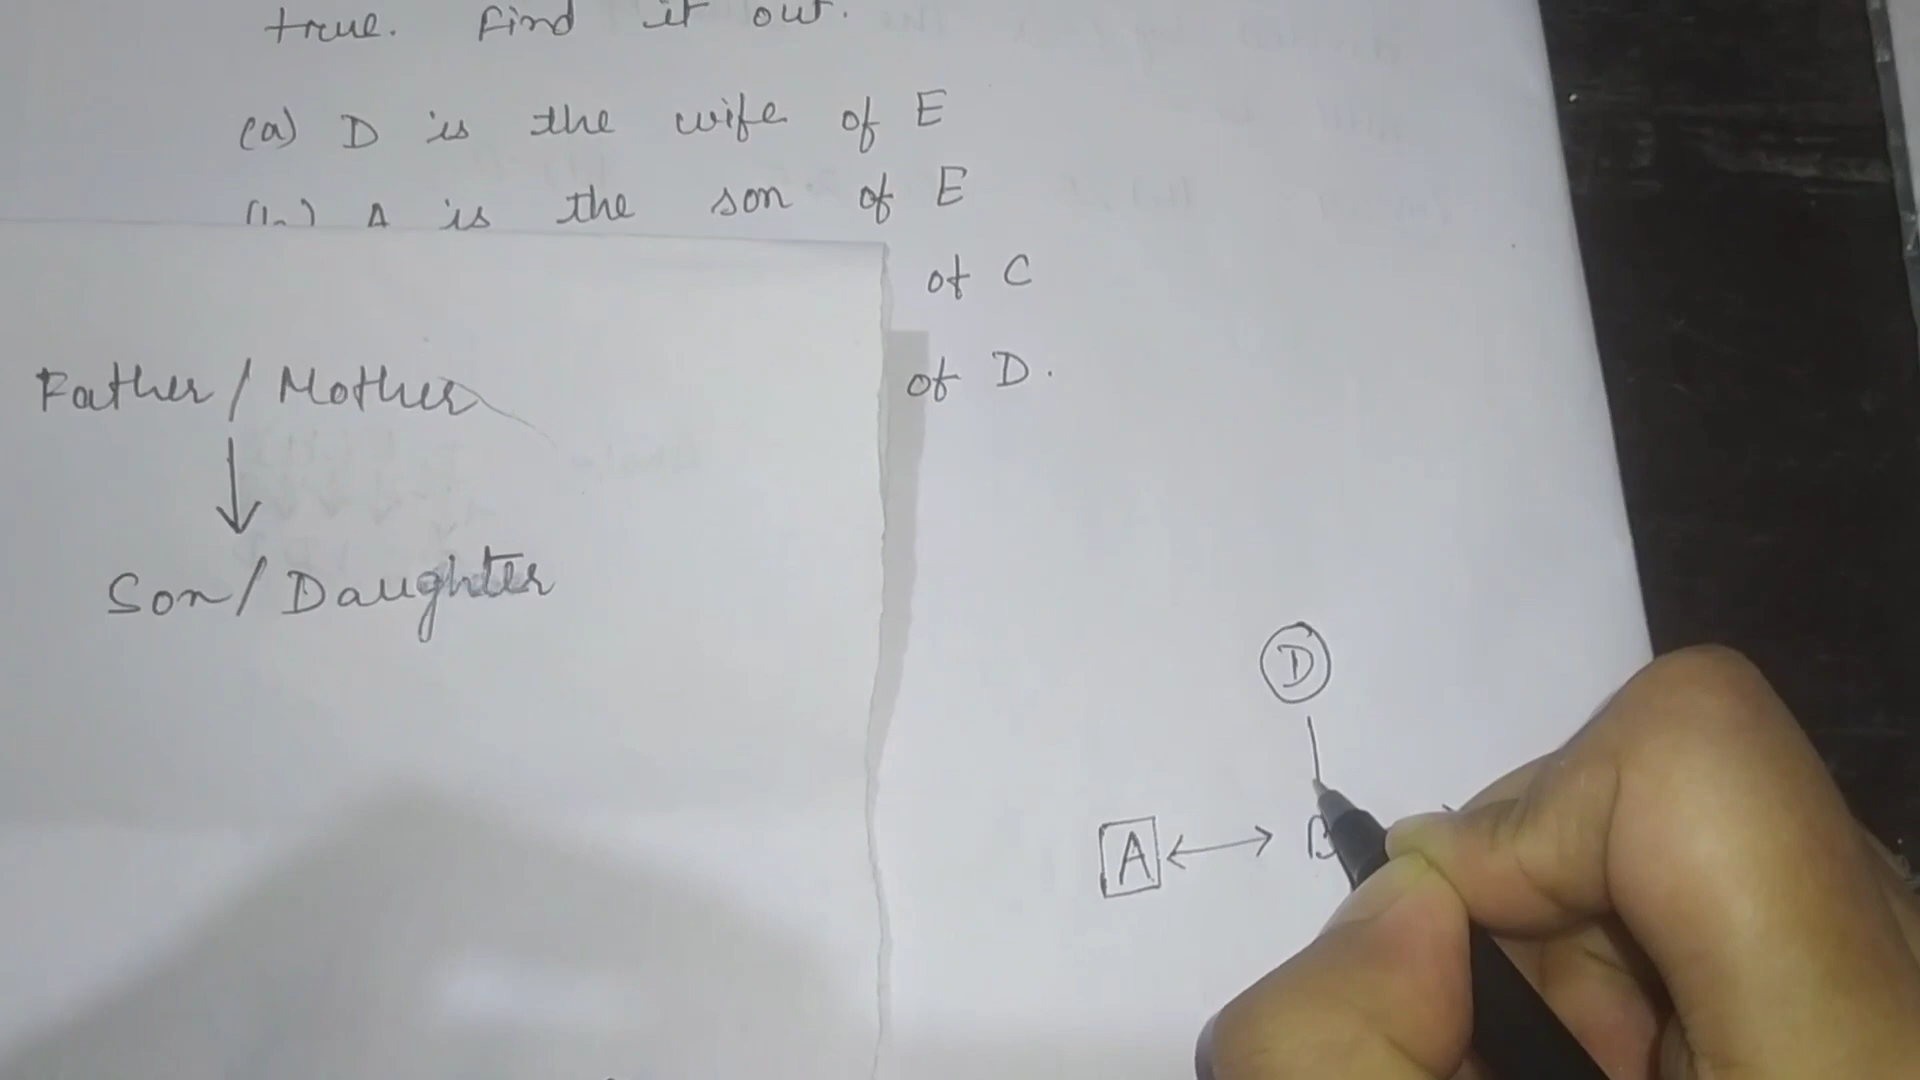 true. Find it out.
(a) D is the wife of E
(b) A is the son of E
of C
of D.
Father / Mother
Son / Daughter
D
A B